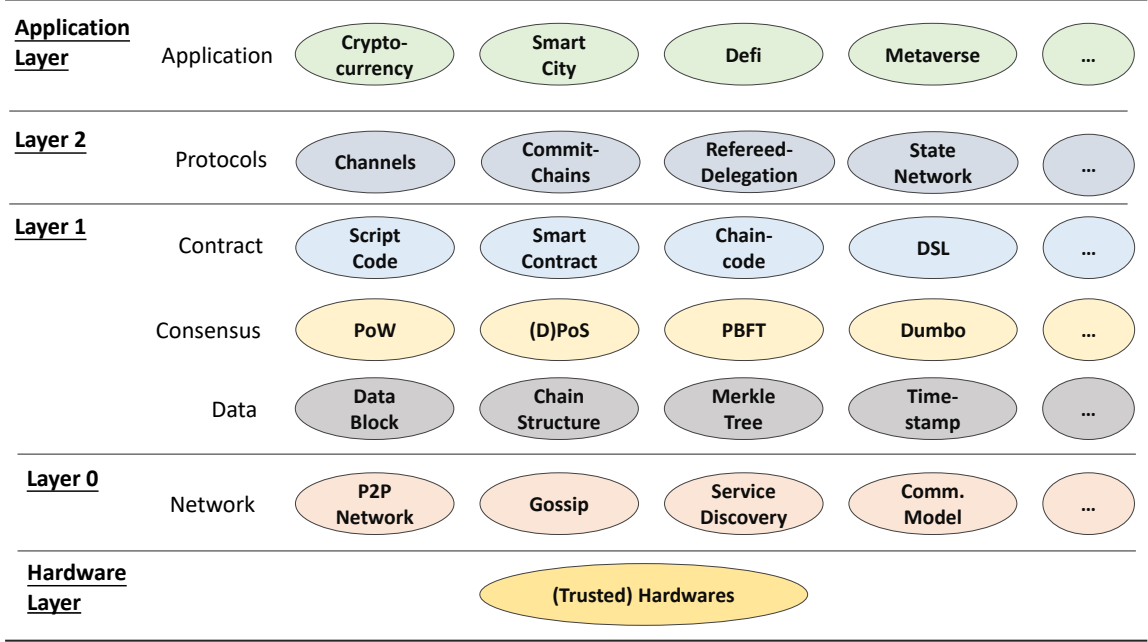 Application
Layer
Application
Crypto-
currency
Smart
City
Defi
Metaverse
...
Layer 2
Protocols
Channels
Commit-
Chains
Refereed-
Delegation
State
Network
...
Layer 1
Contract
Script
Code
Smart
Contract
Chain-
code
DSL
...
Consensus
PoW
(D)PoS
PBFT
Dumbo
...
Data
Data
Block
Chain
Structure
Merkle
Tree
Time-
stamp
...
Layer 0
Network
P2P
Network
Gossip
Service
Discovery
Comm.
Model
...
Hardware
Layer
(Trusted) Hardwares